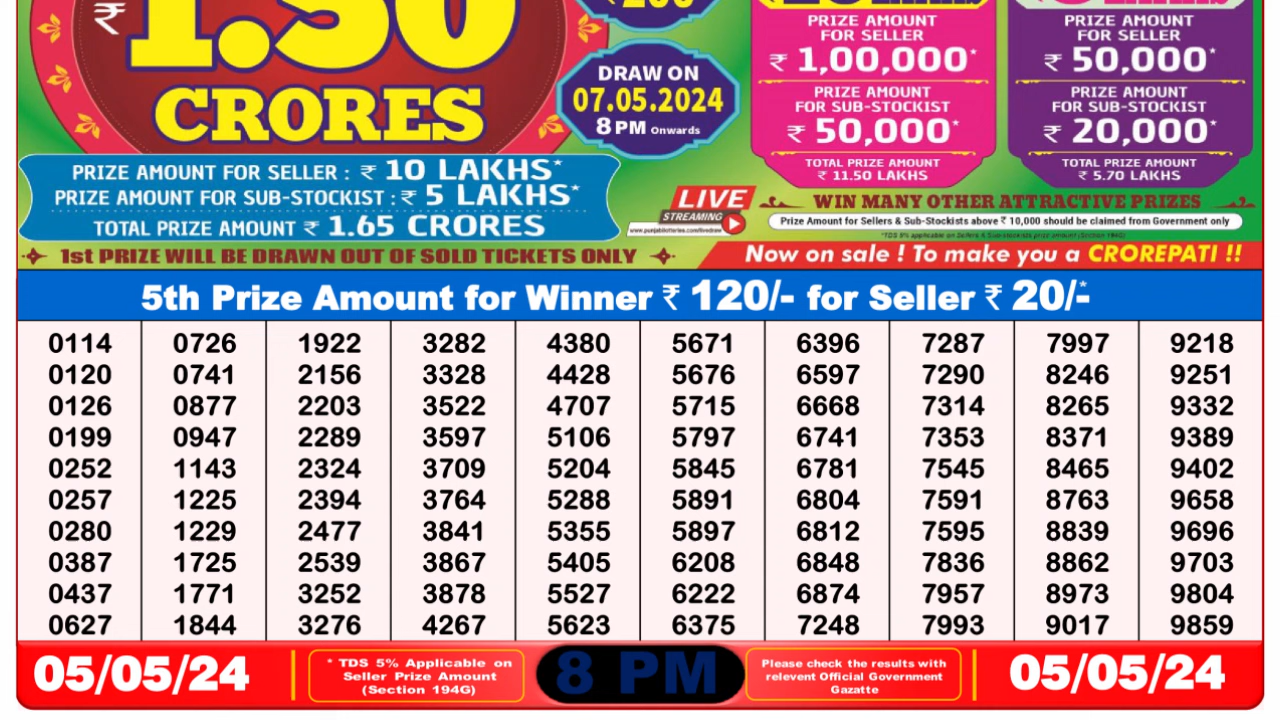 ₹ 1.50
CRORES
PRIZE AMOUNT FOR SELLER : ₹ 10 LAKHS*
PRIZE AMOUNT FOR SUB-STOCKIST : ₹ 5 LAKHS*
TOTAL PRIZE AMOUNT ₹ 1.65 CRORES
DRAW ON
07.05.2024
8 PM Onwards
PRIZE AMOUNT
FOR SELLER
₹ 1,00,000*
PRIZE AMOUNT
FOR SUB-STOCKIST
₹ 50,000*
TOTAL PRIZE AMOUNT
₹ 11.50 LAKHS
PRIZE AMOUNT
FOR SELLER
₹ 50,000*
PRIZE AMOUNT
FOR SUB-STOCKIST
₹ 20,000*
TOTAL PRIZE AMOUNT
₹ 5.70 LAKHS
LIVE
STREAMING
www.punjablotteries.com/livedraw
WIN MANY OTHER ATTRACTIVE PRIZES
Prize Amount for Sellers & Sub-Stockists above ₹ 10,000 should be claimed from Government only
1st PRIZE WILL BE DRAWN OUT OF SOLD TICKETS ONLY
Now on sale ! To make you a CROREPATI !!
5th Prize Amount for Winner ₹ 120/- for Seller ₹ 20/-*
0114 0726 1922 3282 4380 5671 6396 7287 7997 9218
0120 0741 2156 3328 4428 5676 6597 7290 8246 9251
0126 0877 2203 3522 4707 5715 6668 7314 8265 9332
0199 0947 2289 3597 5106 5797 6741 7353 8371 9389
0252 1143 2324 3709 5204 5845 6781 7545 8465 9402
0257 1225 2394 3764 5288 5891 6804 7591 8763 9658
0280 1229 2477 3841 5355 5897 6812 7595 8839 9696
0387 1725 2539 3867 5405 6208 6848 7836 8862 9703
0437 1771 3252 3878 5527 6222 6874 7957 8973 9804
0627 1844 3276 4267 5623 6375 7248 7993 9017 9859
05/05/24
* TDS 5% Applicable on
Seller Prize Amount
(Section 194G)
8 PM
Please check the results with
relevent Official Government
Gazatte
05/05/24